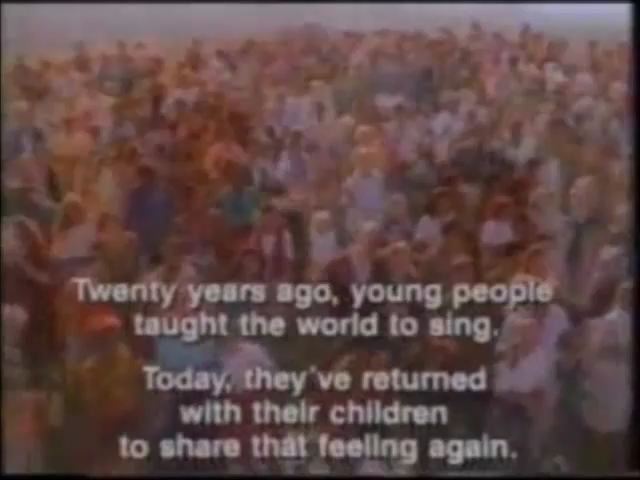 Twenty years ago, young people
taught the world to sing.
Today, they've returned
with their children
to share that feeling again.